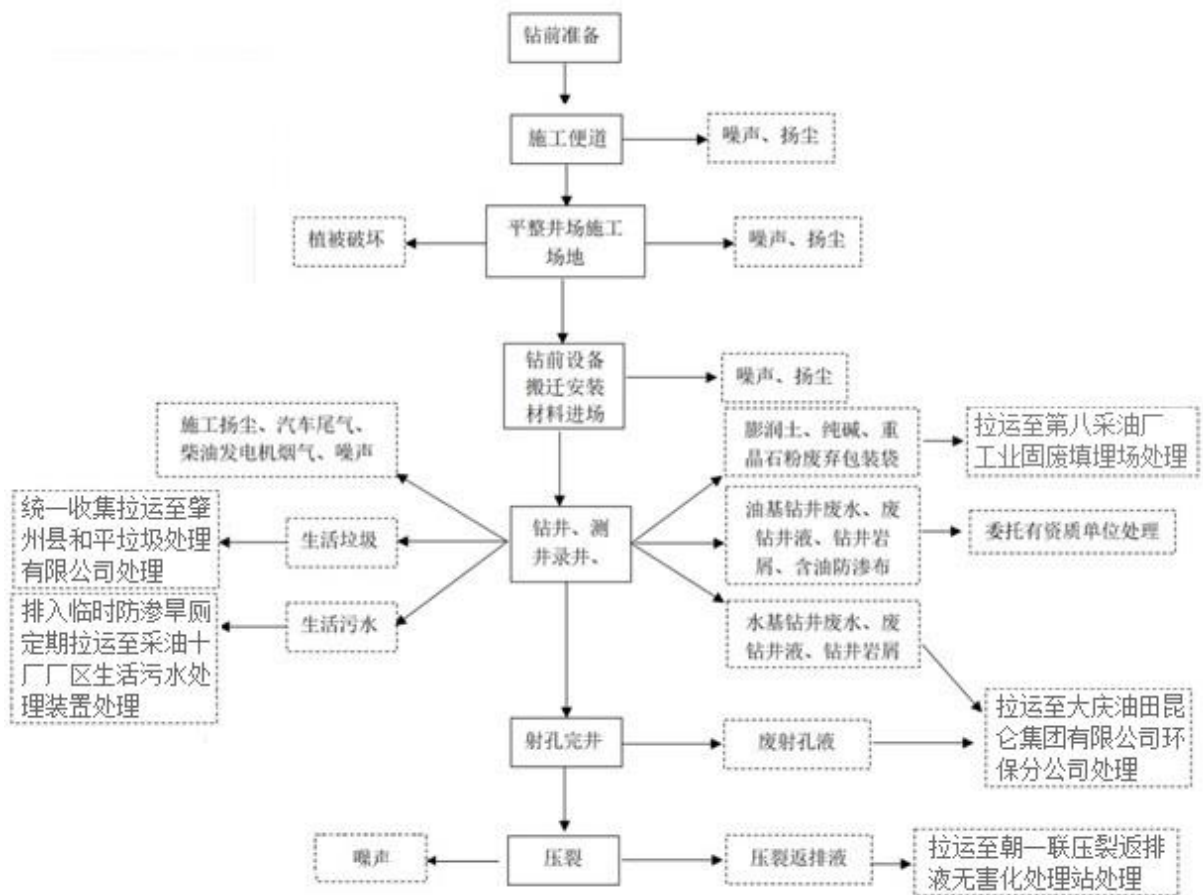 钻前准备
施工便道
噪声、扬尘
植被破坏
平整井场施工
场地
噪声、扬尘
钻前设备
搬迁安装
材料进场
噪声、扬尘
施工扬尘、汽车尾气、
柴油发电机烟气、噪声
膨润土、纯碱、重
晶石粉废弃包装袋
拉运至第八采油厂
工业固废填埋场处理
统一收集拉运至肇
州县和平垃圾处理
有限公司处理
生活垃圾
钻井、测
井录井、
油基钻井废水、废
钻井液、钻井岩
屑、含油防渗布
委托有资质单位处理
排入临时防渗旱厕
定期拉运至采油十
厂厂区生活污水处
理装置处理
生活污水
水基钻井废水、废
钻井液、钻井岩屑
拉运至大庆油田昆
仑集团有限公司环
保分公司处理
射孔完井
废射孔液
噪声
压裂
压裂返排液
拉运至朝一联压裂返排
液无害化处理站处理